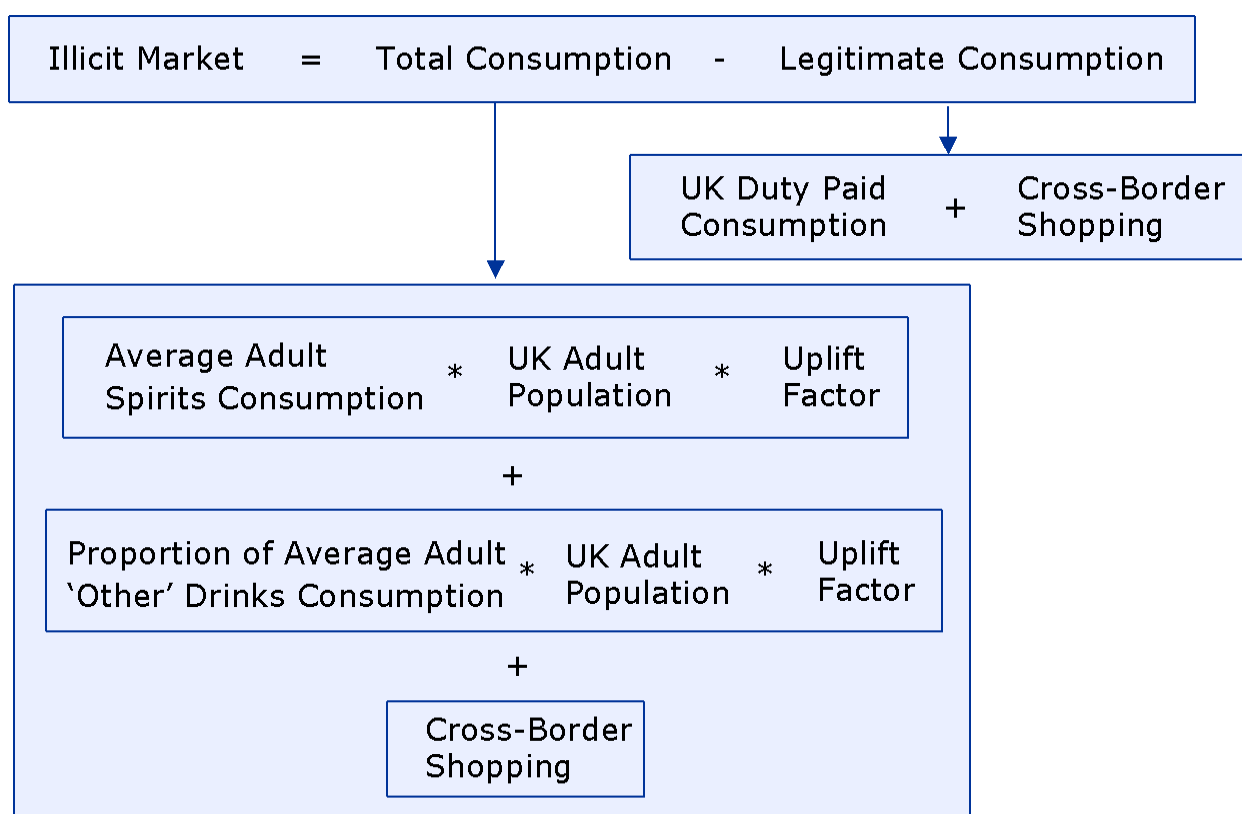 Illicit Market = Total Consumption - Legitimate Consumption
UK Duty Paid
Consumption
+
Cross-Border
Shopping
Average Adult
Spirits Consumption
*
UK Adult
Population
*
Uplift
Factor
+
Proportion of Average Adult
‘Other’ Drinks Consumption
*
UK Adult
Population
*
Uplift
Factor
+
Cross-Border
Shopping